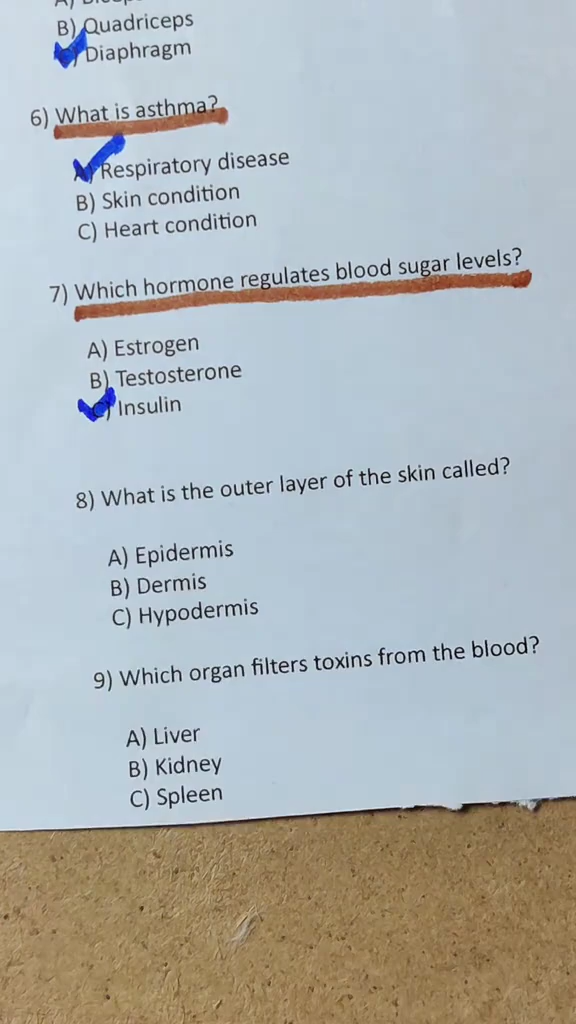 B) Quadriceps
C) Diaphragm
6) What is asthma?
A) Respiratory disease
B) Skin condition
C) Heart condition
7) Which hormone regulates blood sugar levels?
A) Estrogen
B) Testosterone
C) Insulin
8) What is the outer layer of the skin called?
A) Epidermis
B) Dermis
C) Hypodermis
9) Which organ filters toxins from the blood?
A) Liver
B) Kidney
C) Spleen